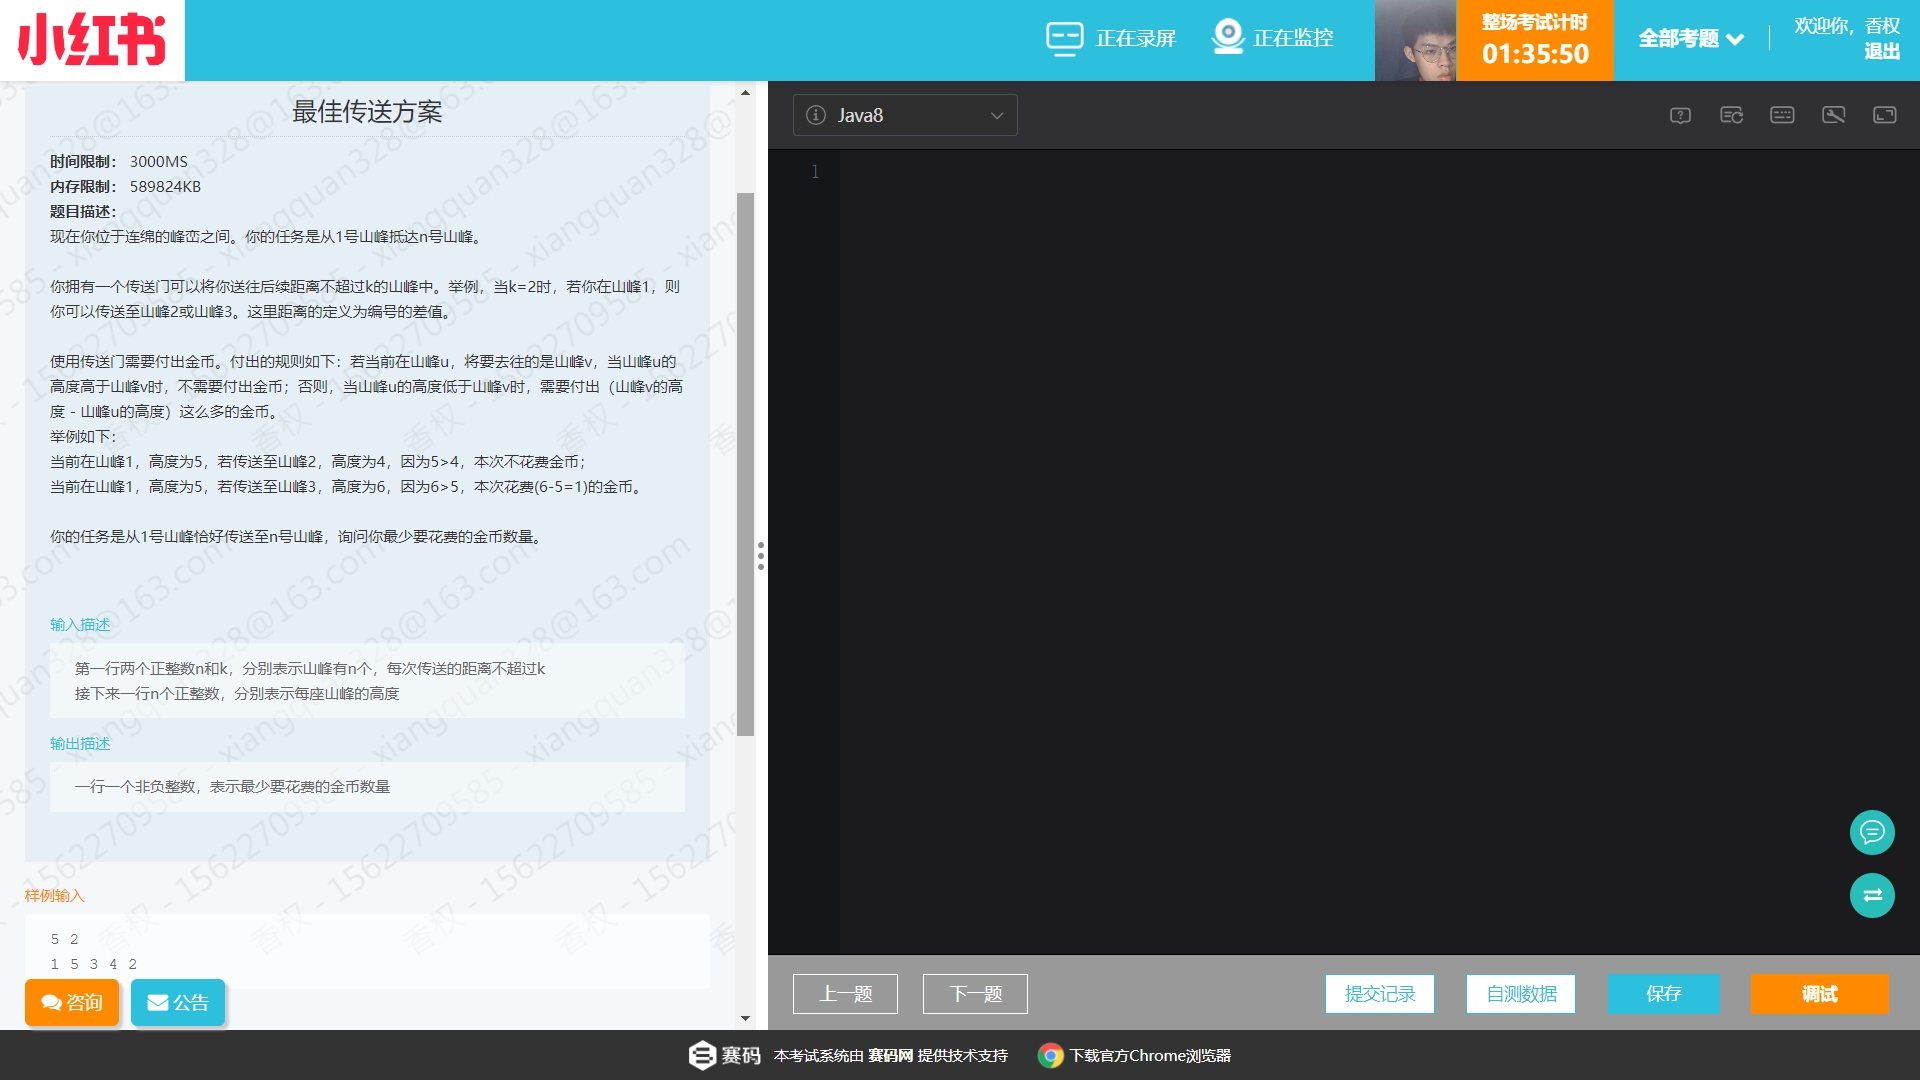 小红书
正在录屏
正在监控
整场考试计时
01:35:50
全部考题
欢迎你，香权
退出
最佳传送方案
时间限制： 3000MS
内存限制： 589824KB
题目描述：
现在你位于连绵的峰峦之间。你的任务是从1号山峰抵达n号山峰。
你拥有一个传送门可以将你送往后续距离不超过k的山峰中。举例，当k=2时，若你在山峰1，则
你可以传送至山峰2或山峰3。这里距离的定义为编号的差值。
使用传送门需要付出金币。付出的规则如下：若当前在山峰u，将要去往的是山峰v，当山峰u的
高度高于山峰v时，不需要付出金币；否则，当山峰u的高度低于山峰v时，需要付出（山峰v的高
度 - 山峰u的高度）这么多的金币。
举例如下：
当前在山峰1，高度为5，若传送至山峰2，高度为4，因为5>4，本次不花费金币；
当前在山峰1，高度为5，若传送至山峰3，高度为6，因为6>5，本次花费(6-5=1)的金币。
你的任务是从1号山峰恰好传送至n号山峰，询问你最少要花费的金币数量。
输入描述
第一行两个正整数n和k，分别表示山峰有n个，每次传送的距离不超过k
接下来一行n个正整数，分别表示每座山峰的高度
输出描述
一行一个非负整数，表示最少要花费的金币数量
样例输入
5 2
1 5 3 4 2
咨询
公告
香权 - 15622709585 - xiangquan328@163.com
Java8
1
上一题
下一题
提交记录
自测数据
保存
调试
赛码
本考试系统由 赛码网 提供技术支持
下载官方Chrome浏览器